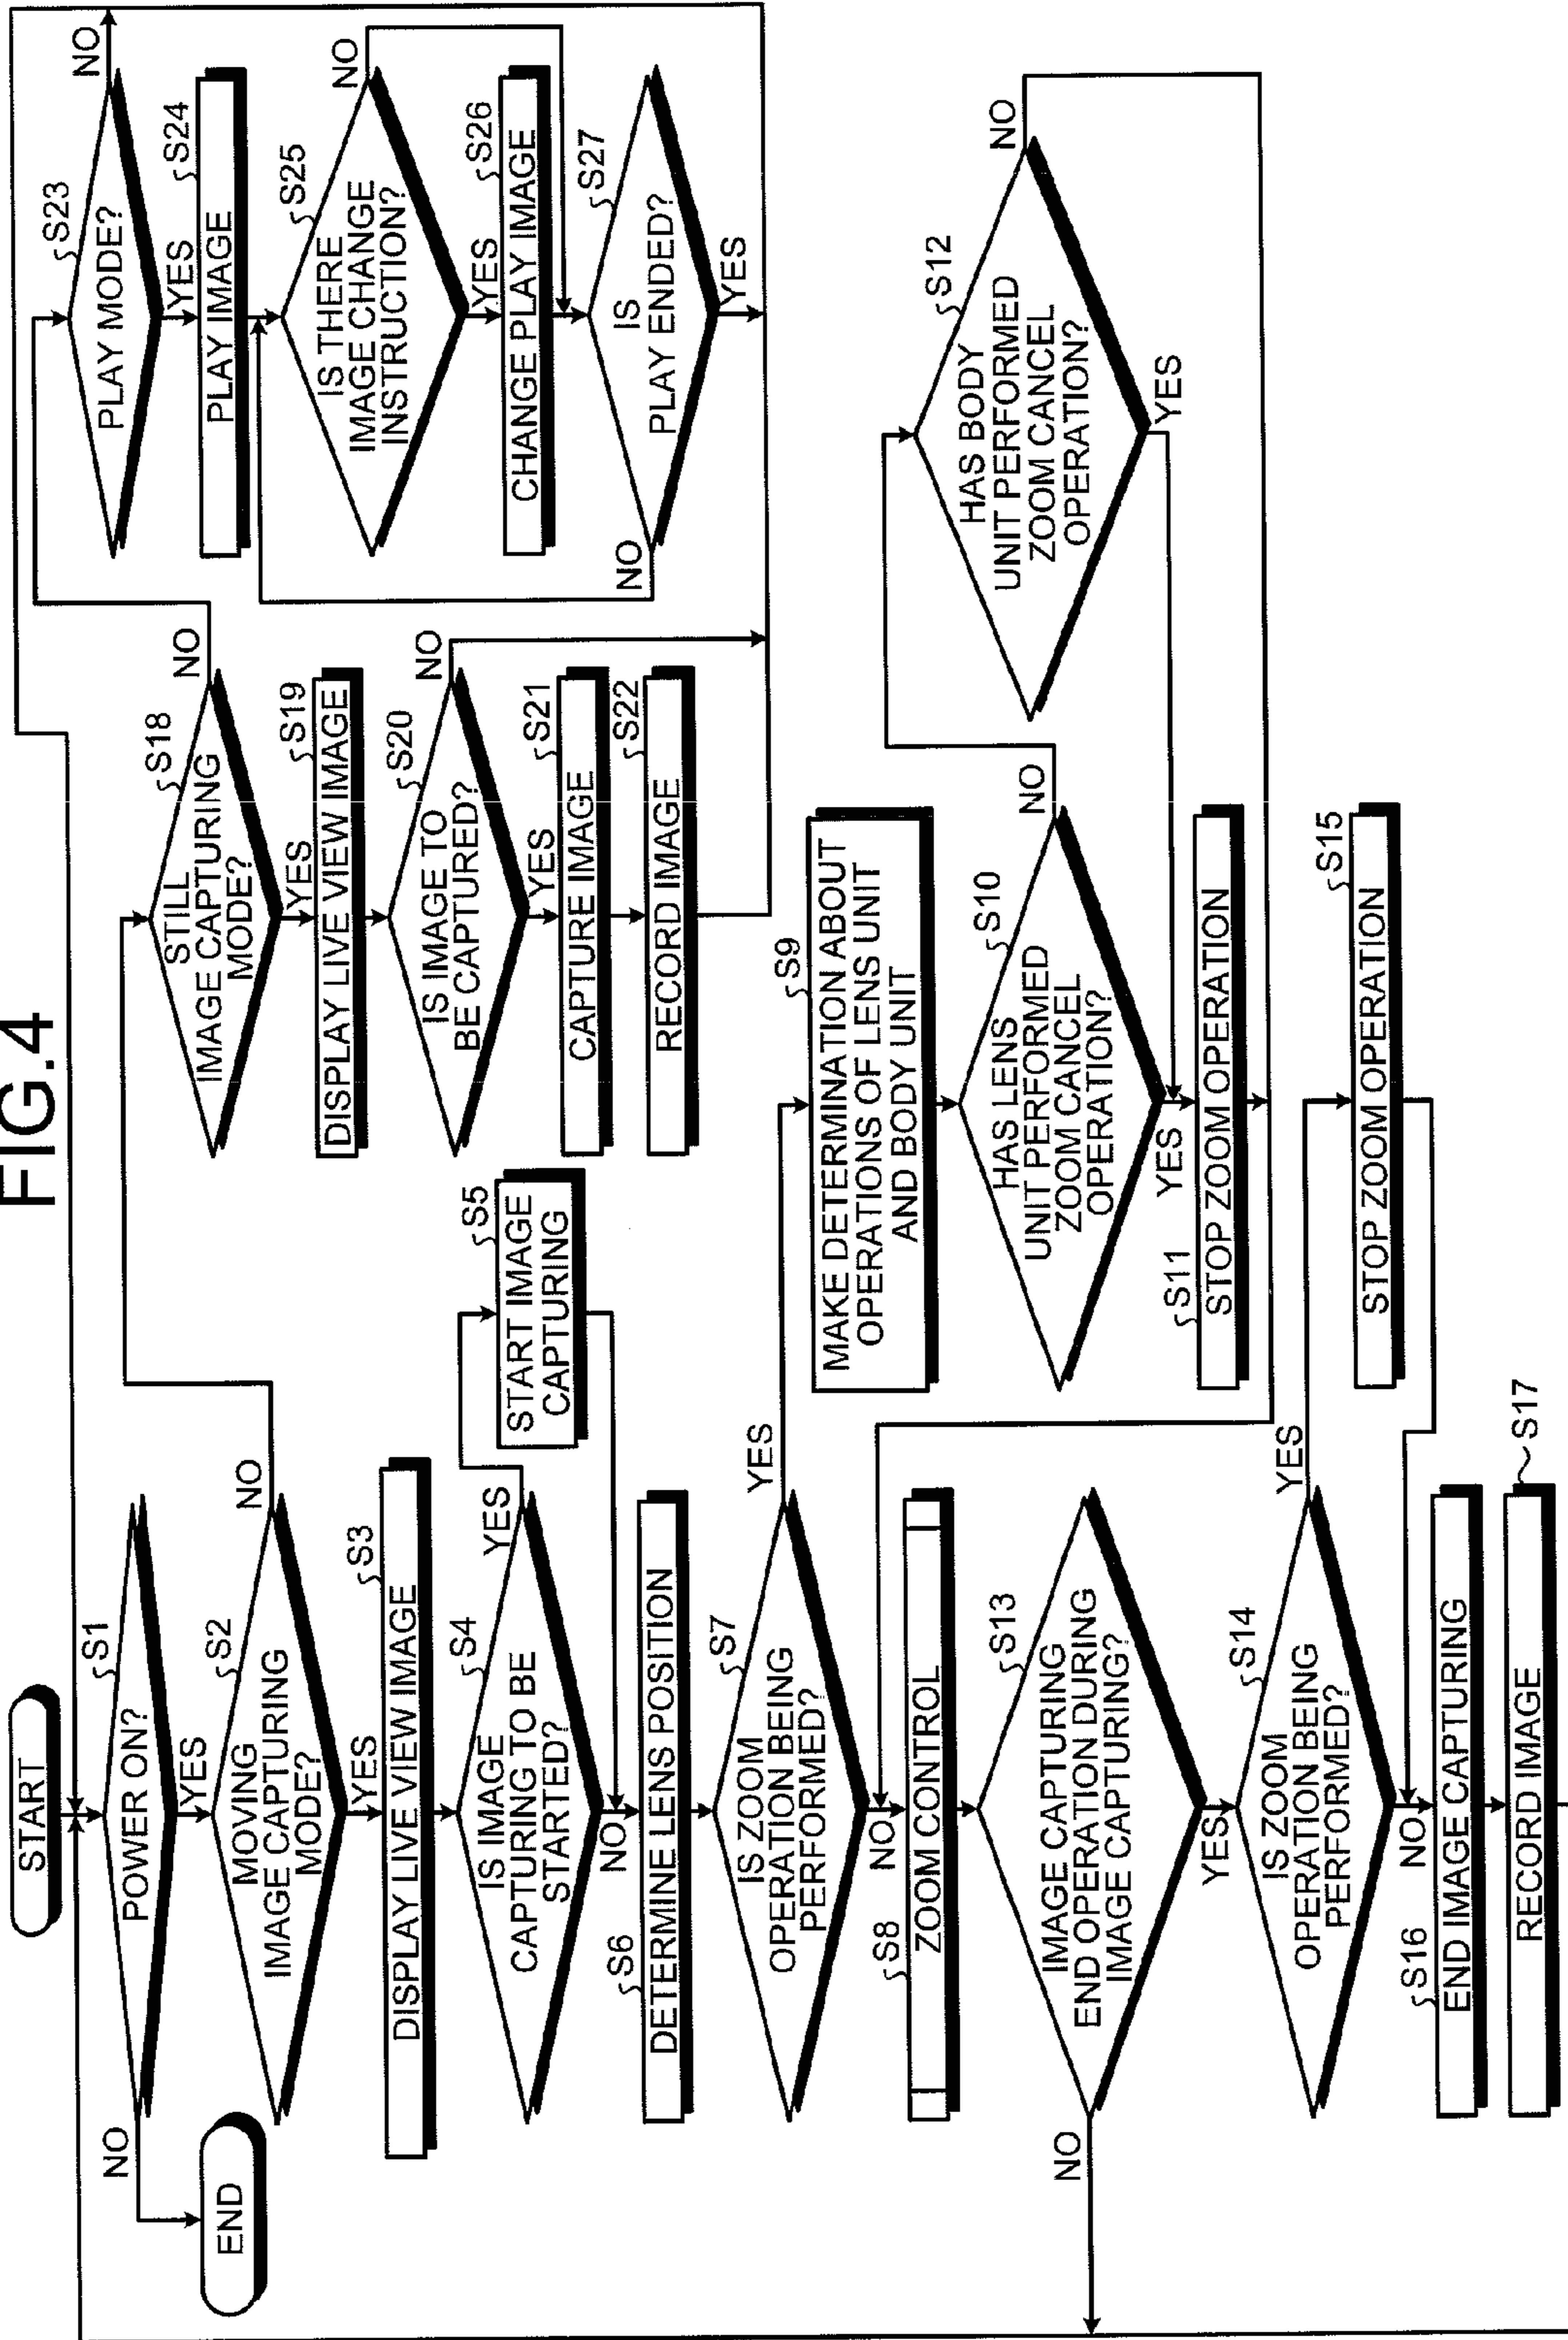 FIG.4
START
S1
POWER ON?
NO
YES
END
S2
MOVING
IMAGE CAPTURING
MODE?
NO
YES
S3
DISPLAY LIVE VIEW IMAGE
S4
IS IMAGE
CAPTURING TO BE
STARTED?
YES
NO
S5
START IMAGE
CAPTURING
S6
DETERMINE LENS POSITION
S7
IS ZOOM
OPERATION BEING
PERFORMED?
YES
NO
S8
ZOOM CONTROL
S9
MAKE DETERMINATION ABOUT
OPERATIONS OF LENS UNIT
AND BODY UNIT
S10
HAS LENS
UNIT PERFORMED
ZOOM CANCEL
OPERATION?
NO
YES
S11
STOP ZOOM OPERATION
S12
HAS BODY
UNIT PERFORMED
ZOOM CANCEL
OPERATION?
NO
YES
S13
IMAGE CAPTURING
END OPERATION DURING
IMAGE CAPTURING?
NO
YES
S14
IS ZOOM
OPERATION BEING
PERFORMED?
YES
NO
S15
STOP ZOOM OPERATION
S16
END IMAGE CAPTURING
S17
RECORD IMAGE
S18
STILL
IMAGE CAPTURING
MODE?
NO
YES
S19
DISPLAY LIVE VIEW IMAGE
S20
IS IMAGE TO
BE CAPTURED?
NO
YES
S21
CAPTURE IMAGE
S22
RECORD IMAGE
S23
PLAY MODE?
NO
YES
S24
PLAY IMAGE
S25
IS THERE
IMAGE CHANGE
INSTRUCTION?
NO
YES
S26
CHANGE PLAY IMAGE
S27
IS
PLAY ENDED?
NO
YES